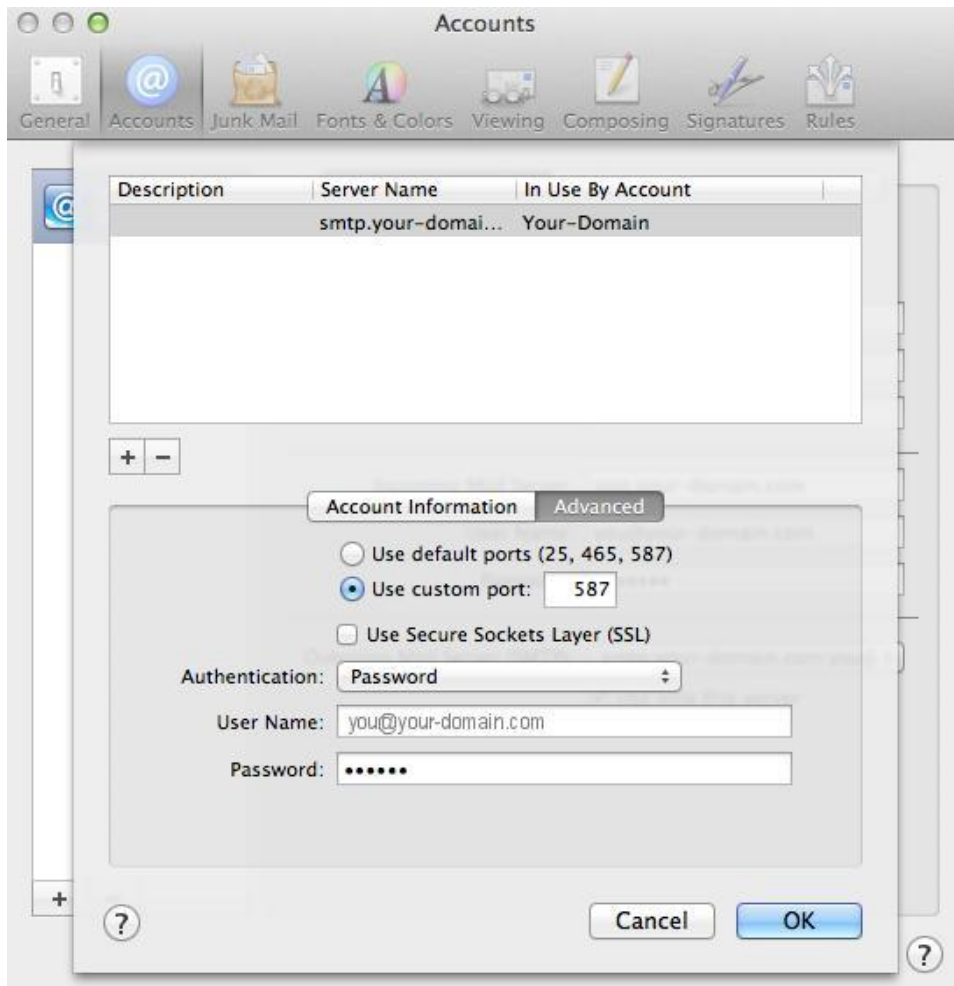 Accounts
General Accounts Junk Mail Fonts & Colors Viewing Composing Signatures Rules
Description Server Name In Use By Account
smtp.your-domai... Your-Domain
+ −
Account Information Advanced
Use default ports (25, 465, 587)
Use custom port: 587
Use Secure Sockets Layer (SSL)
Authentication: Password
User Name: you@your-domain.com
Password: ••••••
+
? Cancel OK
?